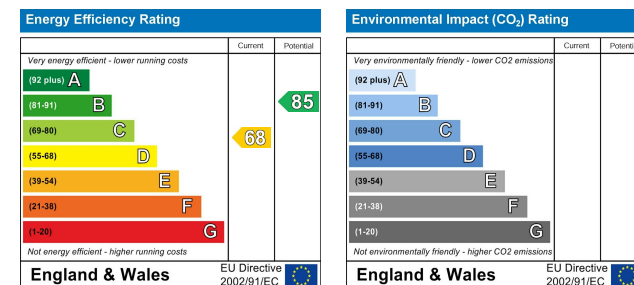 Energy Efficiency Rating
Current Potential
Very energy efficient - lower running costs
(92 plus) A
(81-91) B
85
(69-80) C
68
(55-68) D
(39-54) E
(21-38) F
(1-20) G
Not energy efficient - higher running costs
England & Wales
EU Directive
2002/91/EC
Environmental Impact (CO₂) Rating
Current Potenti
Very environmentally friendly - lower CO2 emissions
(92 plus) A
(81-91) B
(69-80) C
(55-68) D
(39-54) E
(21-38) F
(1-20) G
Not environmentally friendly - higher CO2 emissions
England & Wales
EU Directive
2002/91/EC